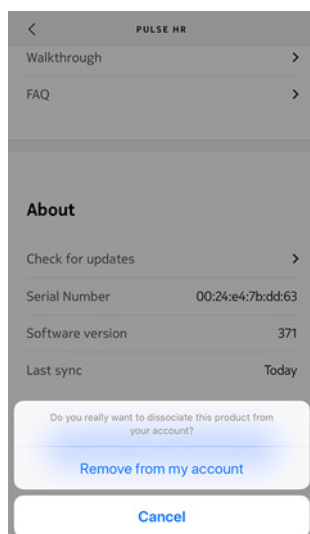 PULSE HR
Walkthrough
FAQ
About
Check for updates
Serial Number 00:24:e4:7b:dd:63
Software version 371
Last sync Today
Do you really want to dissociate this product from
your account?
Remove from my account
Cancel